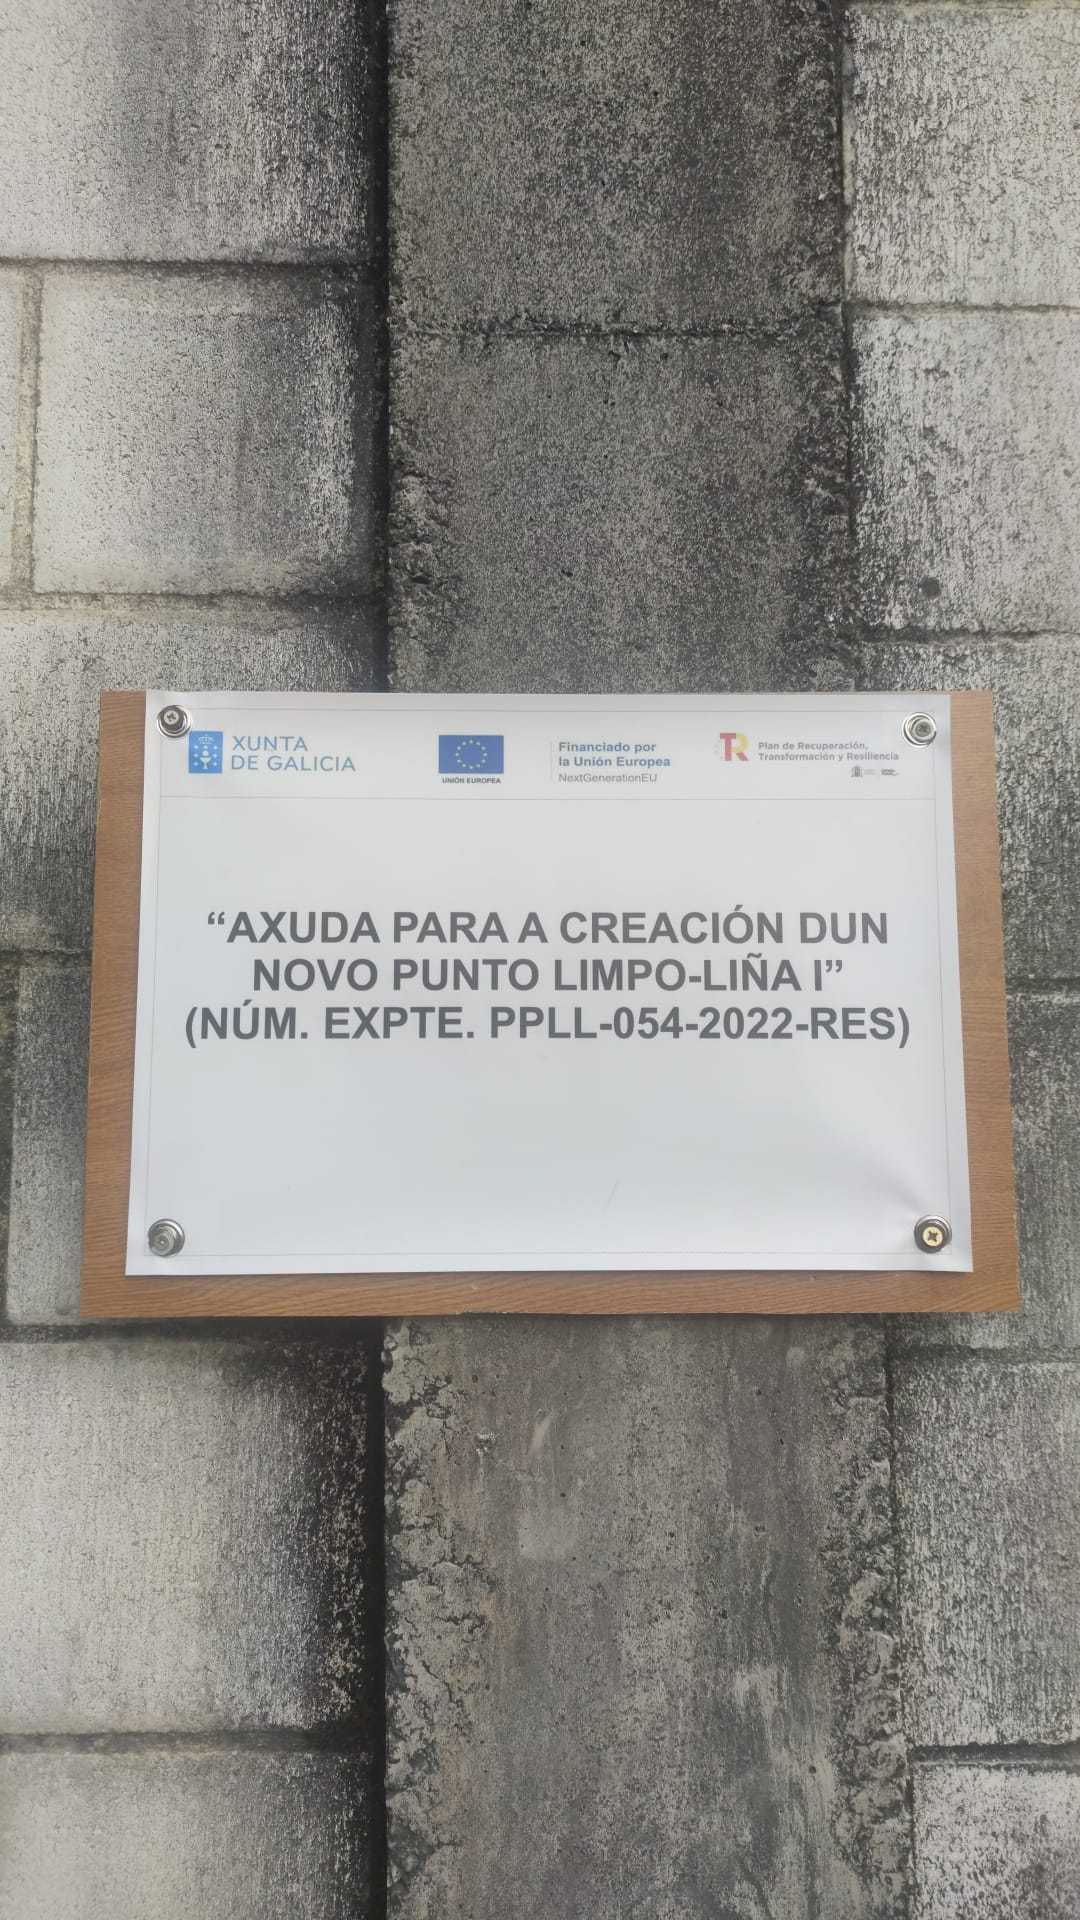 XUNTA
DE GALICIA
UNIÓN EUROPEA
Financiado por
la Unión Europea
NextGenerationEU
TR
Plan de Recuperación,
Transformación y Resiliencia
“AXUDA PARA A CREACIÓN DUN
NOVO PUNTO LIMPO-LIÑA I”
(NÚM. EXPTE. PPLL-054-2022-RES)